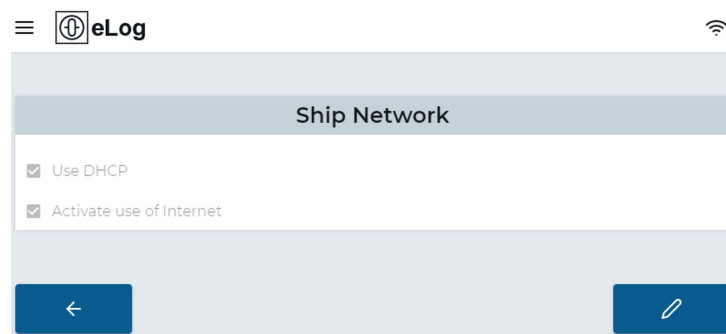 eLog
Ship Network
Use DHCP
Activate use of Internet